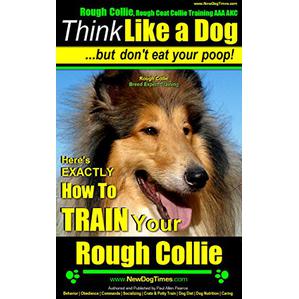 www.NewDogTimes.com
Rough Collie, Rough Coat Collie Training AAA AKC
Think Like a Dog
...but don't eat your poop!
Rough Collie
Breed Expert Training
Here's
EXACTLY
How To
TRAIN Your
Rough Collie
www.NewDogTimes.com
Authored and Published by Paul Allen Pearce
Behavior | Obedience | Commands | Socializing | Crate & Potty Train | Dog Diet | Dog Nutrition | Caring